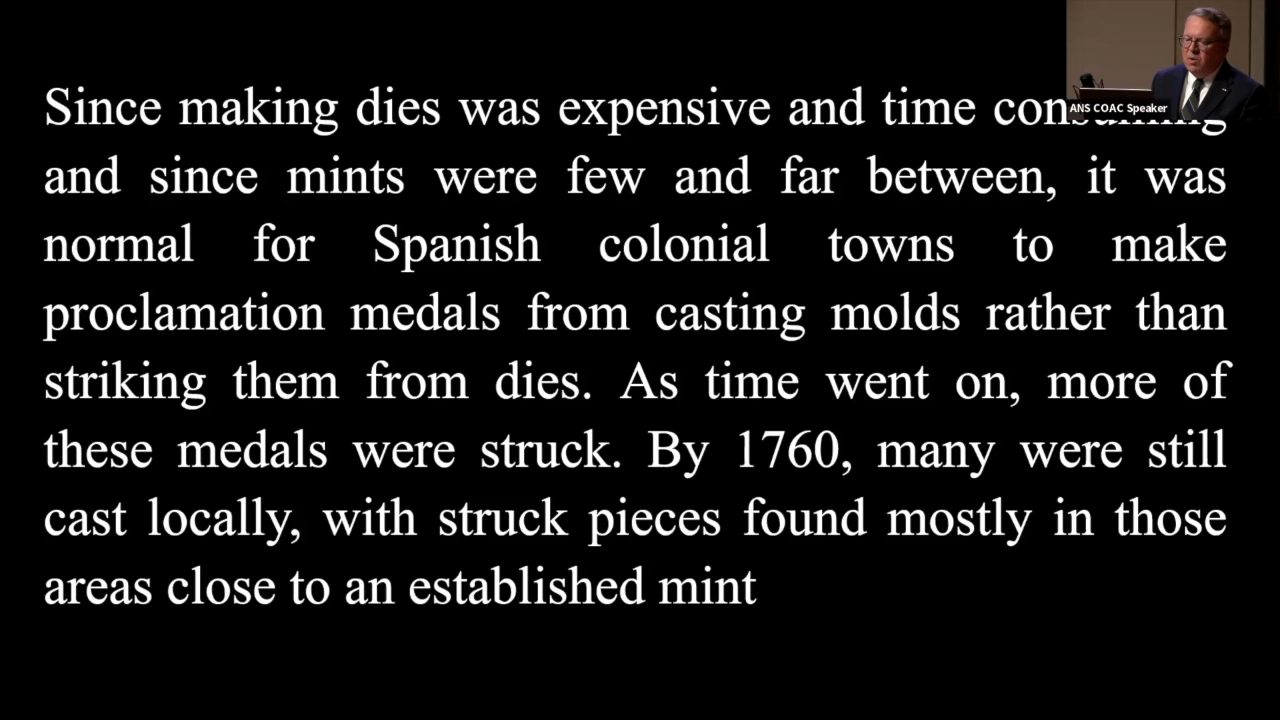 Since making dies was expensive and time consuming
and since mints were few and far between, it was
normal for Spanish colonial towns to make
proclamation medals from casting molds rather than
striking them from dies. As time went on, more of
these medals were struck. By 1760, many were still
cast locally, with struck pieces found mostly in those
areas close to an established mint
ANS COAC Speaker